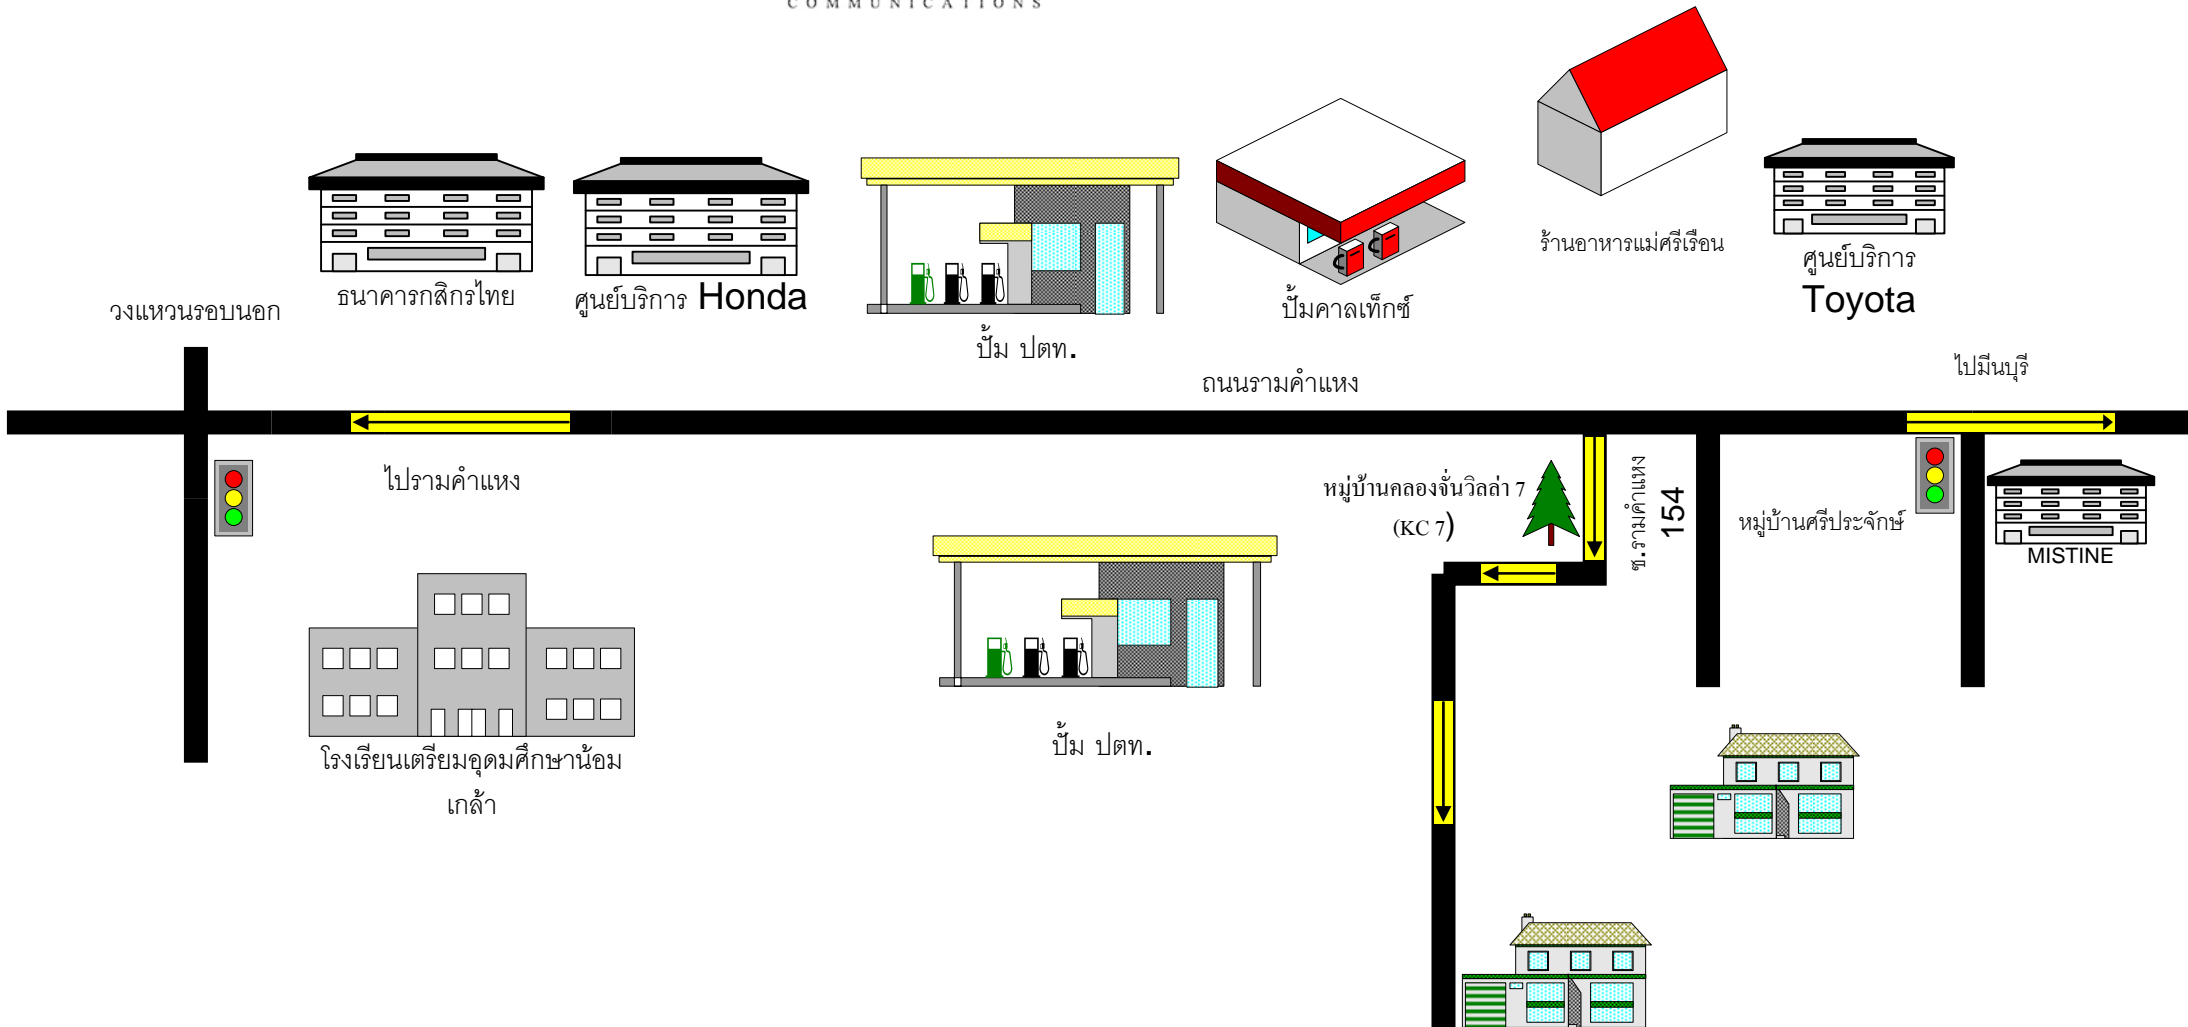 COMMUNICATIONS
ร้านอาหารแม่ศรีเรือน
ศูนย์บริการ
Toyota
ธนาคารกสิกรไทย
ศูนย์บริการ Honda
ปั้มคาลเท็กซ์
วงแหวนรอบนอก
ปั้ม ปตท.
ถนนรามคำแหง
ไปมีนบุรี
ไปรามคำแหง
หมู่บ้านคลองจั่นวิลล่า 7
(KC 7)
ซ.รามคำแหง
154
หมู่บ้านศรีประจักษ์
MISTINE
ปั้ม ปตท.
โรงเรียนเตรียมอุดมศึกษาน้อม
เกล้า